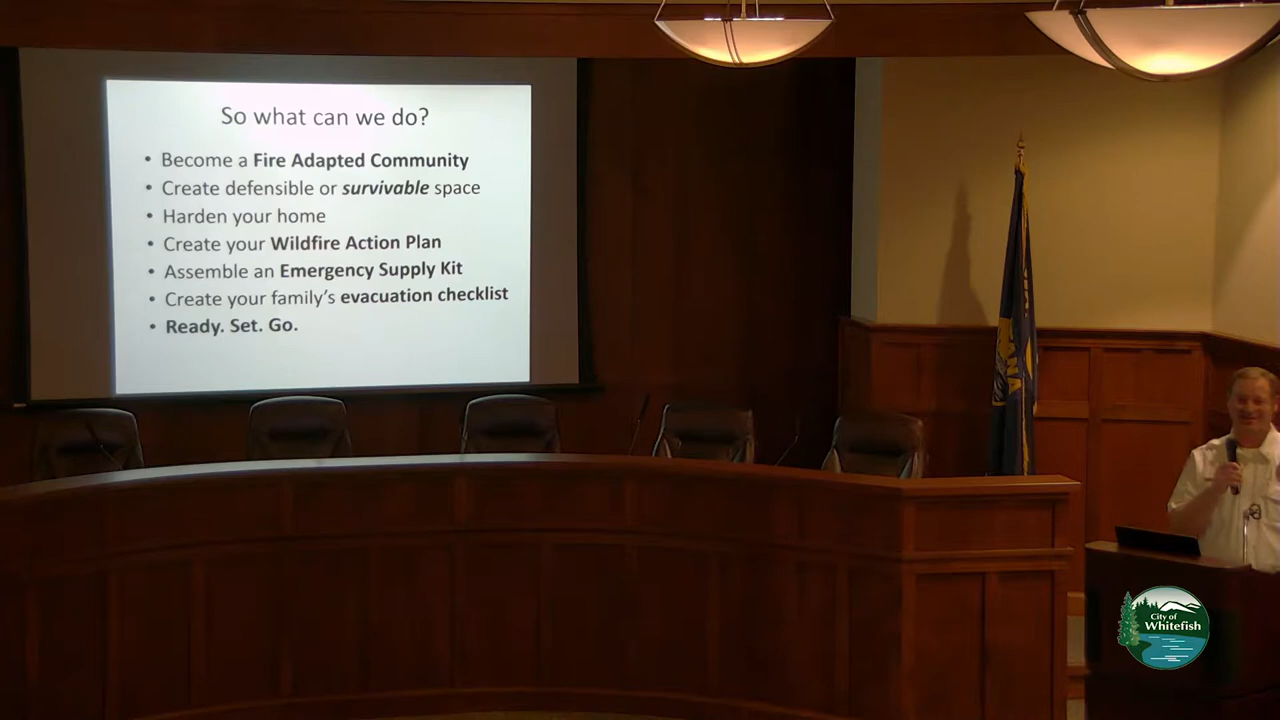 So what can we do?
• Become a Fire Adapted Community
• Create defensible or survivable space
• Harden your home
• Create your Wildfire Action Plan
• Assemble an Emergency Supply Kit
• Create your family's evacuation checklist
• Ready. Set. Go.
City of
Whitefish